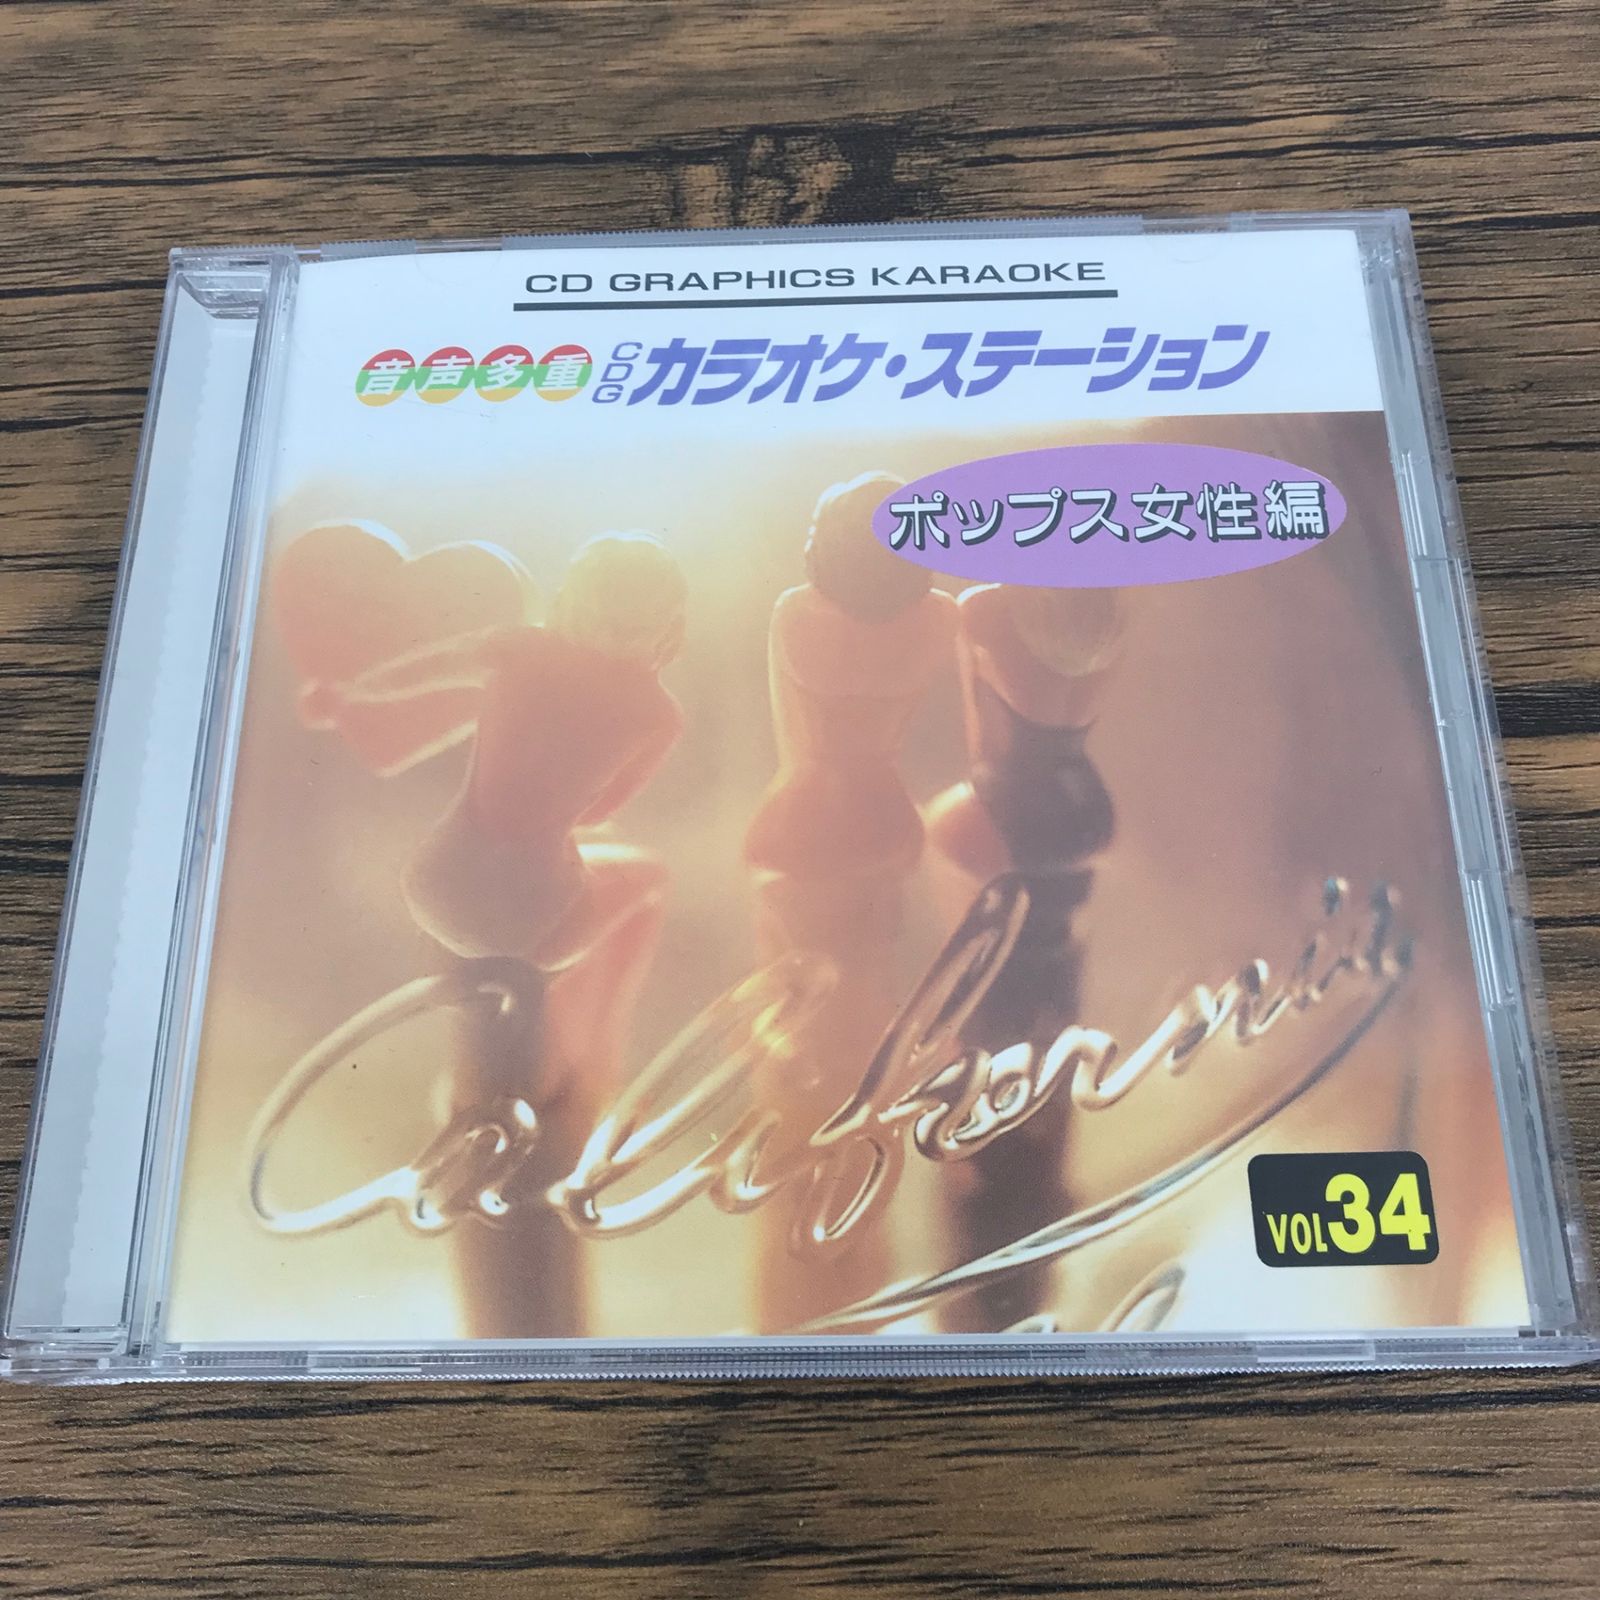 CD GRAPHICS KARAOKE
音声多重 CDG カラオケ・ステーション
ポップス女性編
California
VOL 34